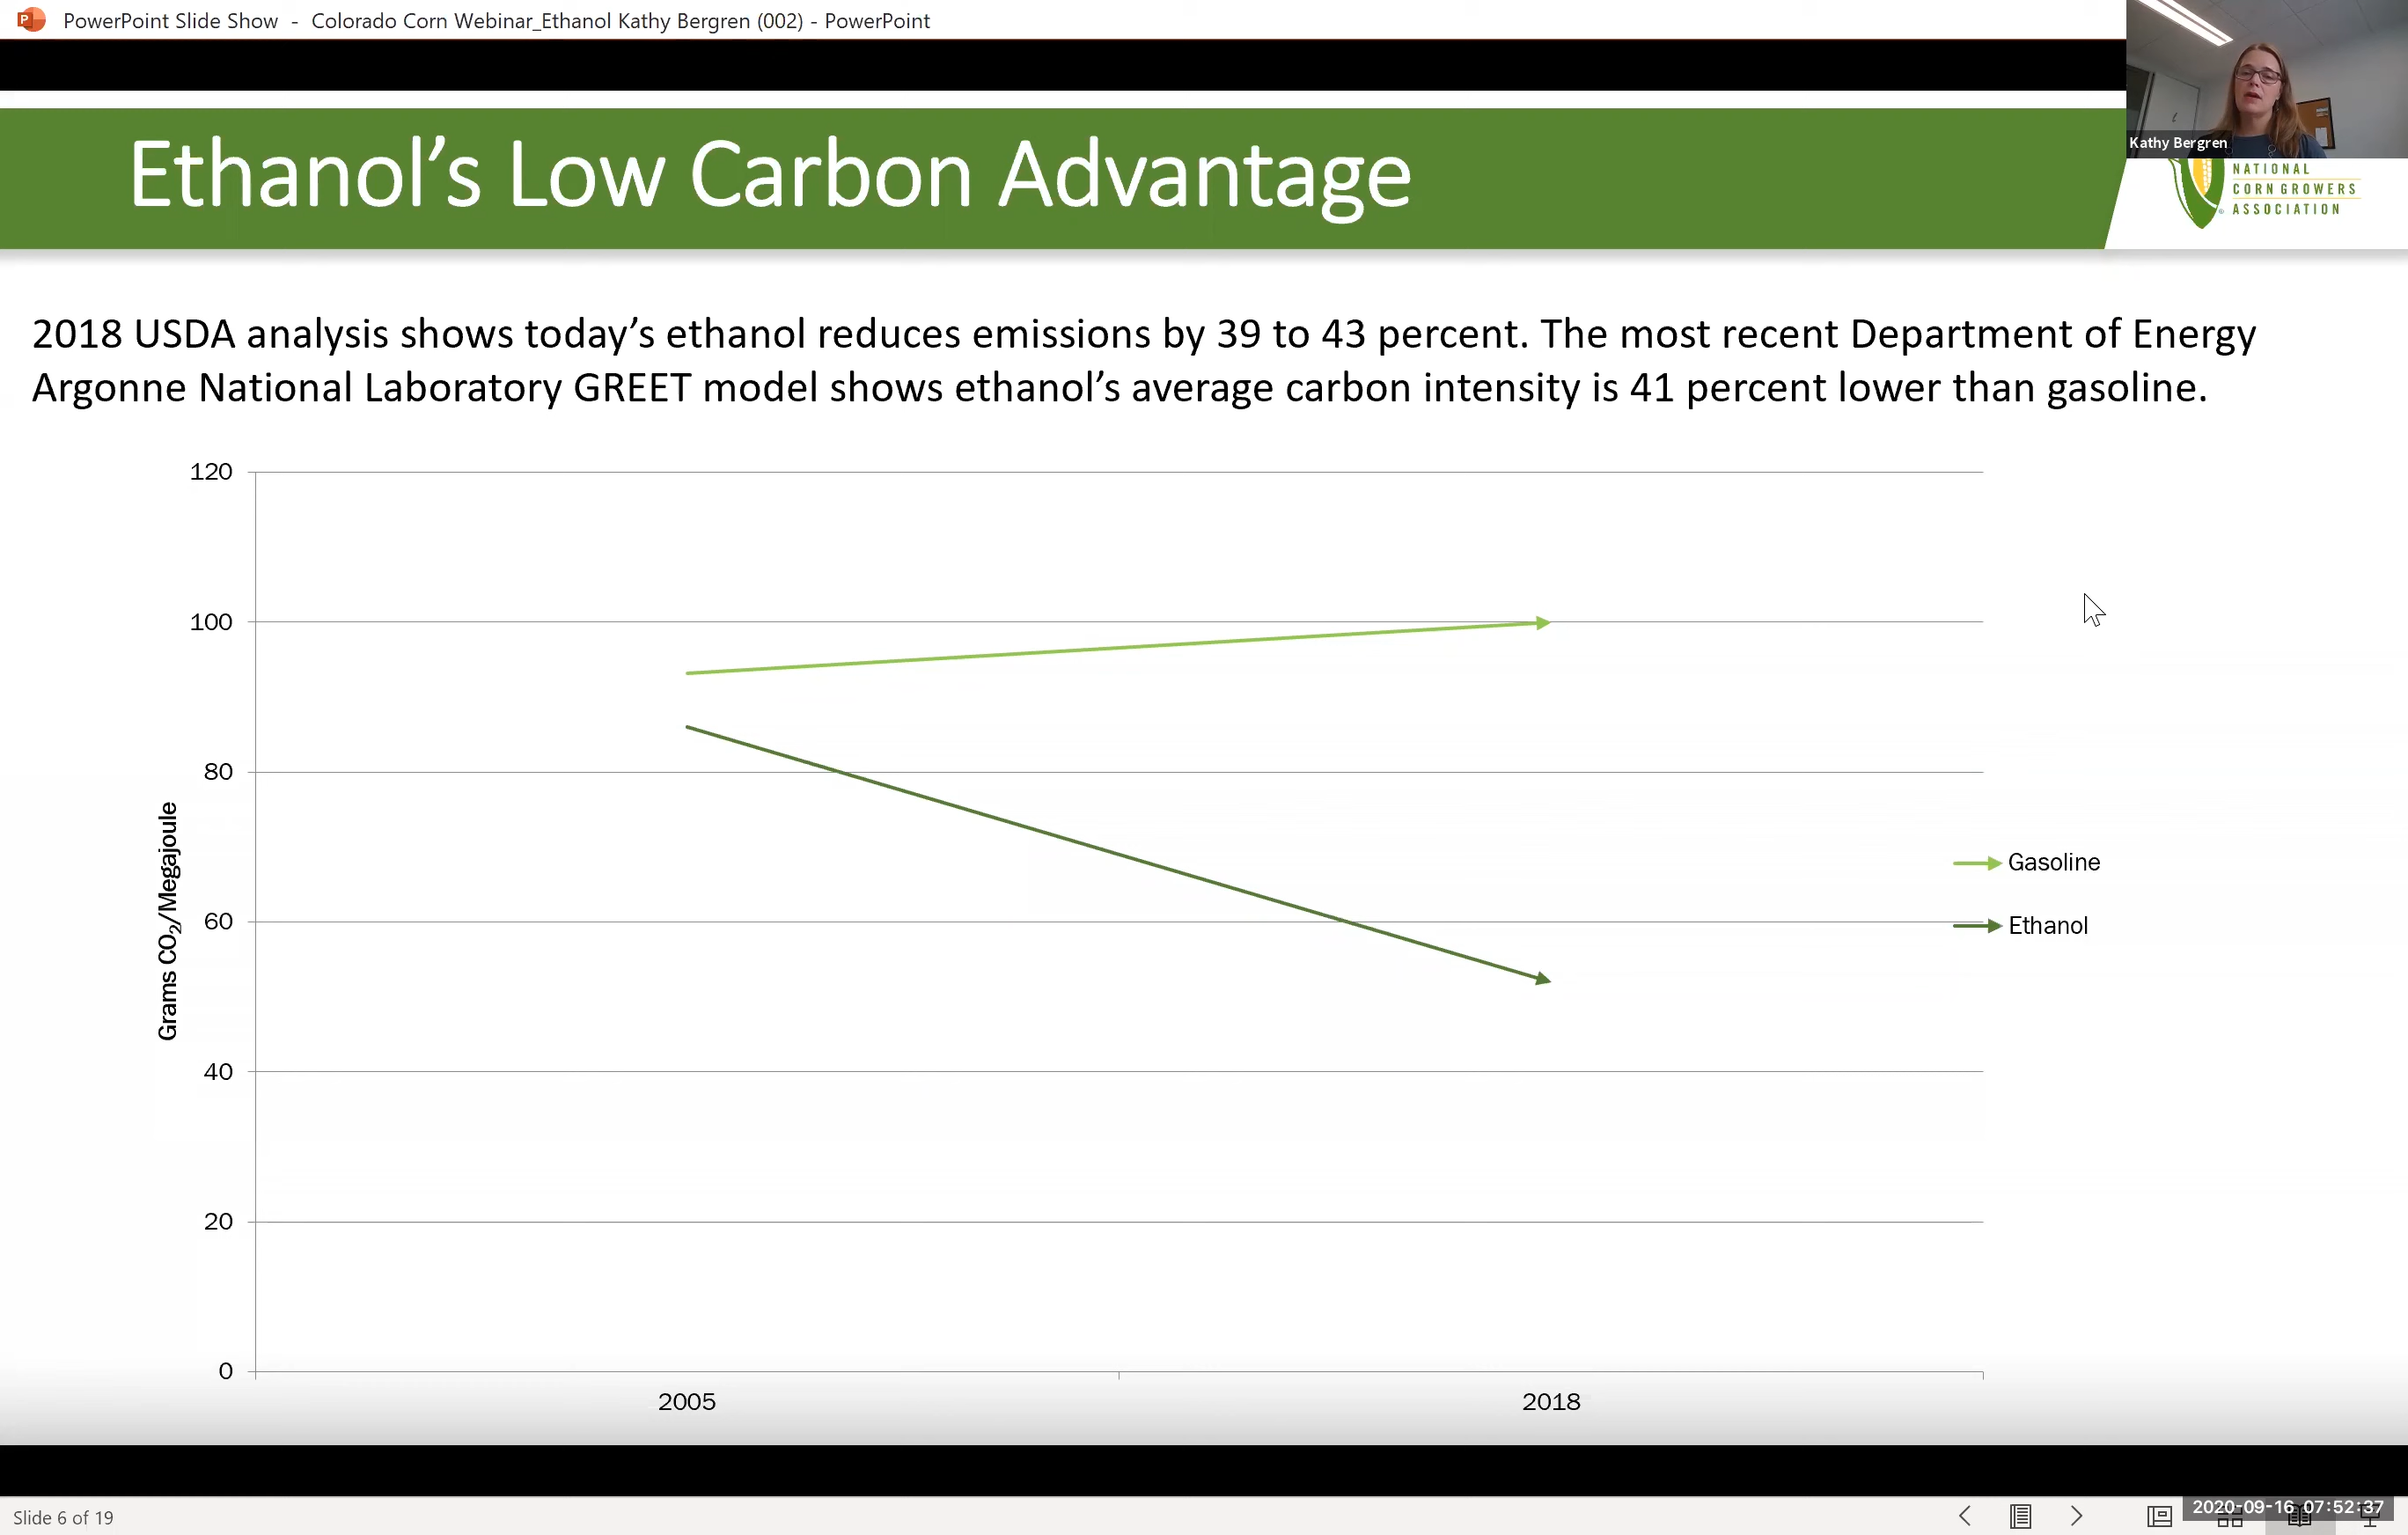 PowerPoint Slide Show - Colorado Corn Webinar_Ethanol Kathy Bergren (002) - PowerPoint
Kathy Bergren
Ethanol’s Low Carbon Advantage
NATIONAL
CORN GROWERS
ASSOCIATION
2018 USDA analysis shows today’s ethanol reduces emissions by 39 to 43 percent. The most recent Department of Energy
Argonne National Laboratory GREET model shows ethanol’s average carbon intensity is 41 percent lower than gasoline.
120
100
80
60
40
20
0
Grams CO₂/Megajoule
2005
2018
Gasoline
Ethanol
Slide 6 of 19
2020-09-16 07:52:37